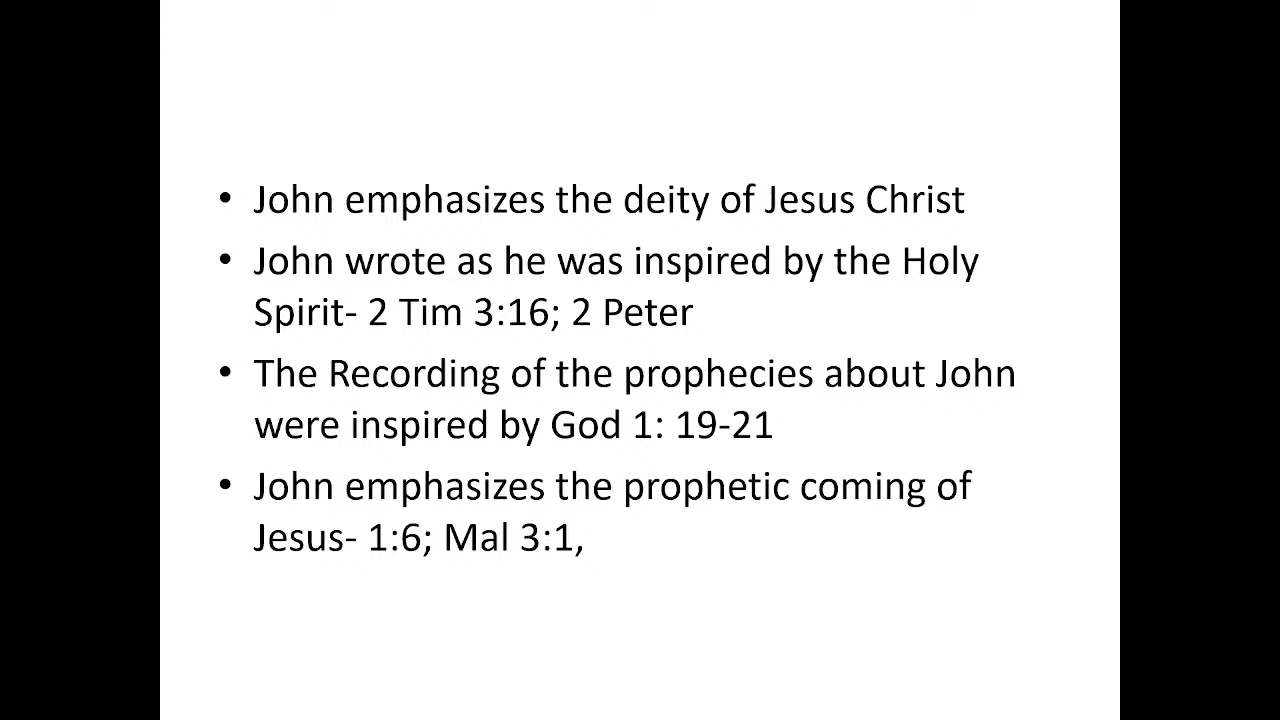 • John emphasizes the deity of Jesus Christ
• John wrote as he was inspired by the Holy
Spirit- 2 Tim 3:16; 2 Peter
• The Recording of the prophecies about John
were inspired by God 1: 19-21
• John emphasizes the prophetic coming of
Jesus- 1:6; Mal 3:1,